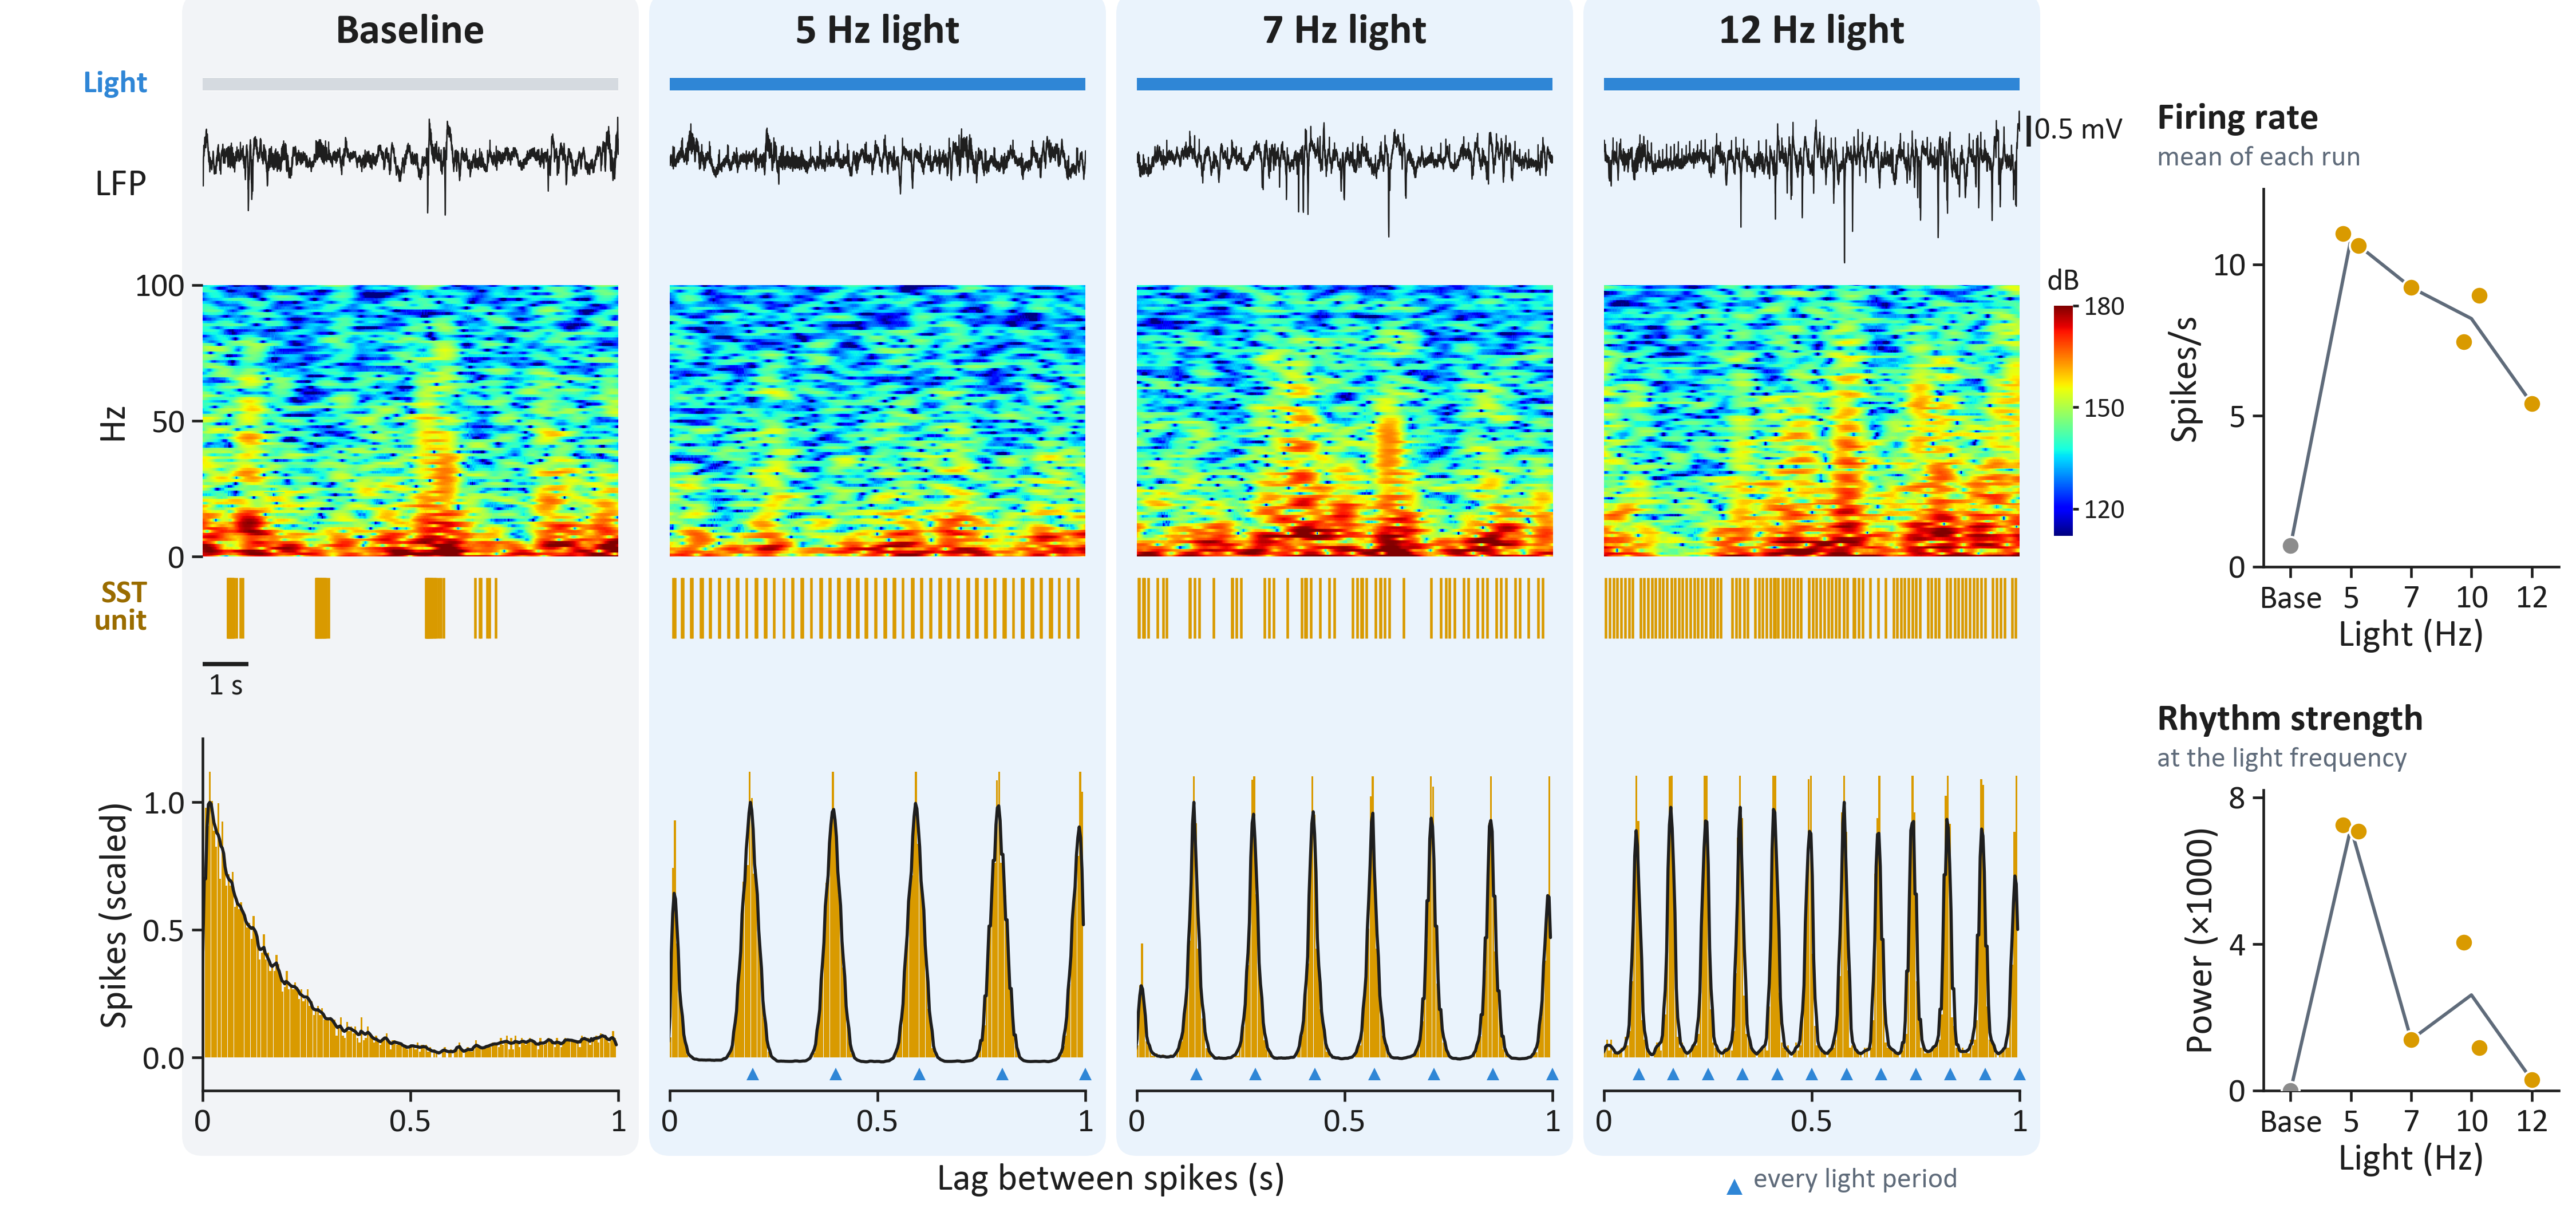 Baseline
5 Hz light
7 Hz light
12 Hz light
Light
LFP
0.5 mV
100
50
0
Hz
dB
180
150
120
SST
unit
1 s
1.0
0.5
0.0
Spikes (scaled)
0 0.5 1
0 0.5 1
0 0.5 1
0 0.5 1
Lag between spikes (s)
every light period
Firing rate
mean of each run
10
5
0
Spikes/s
Base 5 7 10 12
Light (Hz)
Rhythm strength
at the light frequency
8
4
0
Power (×1000)
Base 5 7 10 12
Light (Hz)